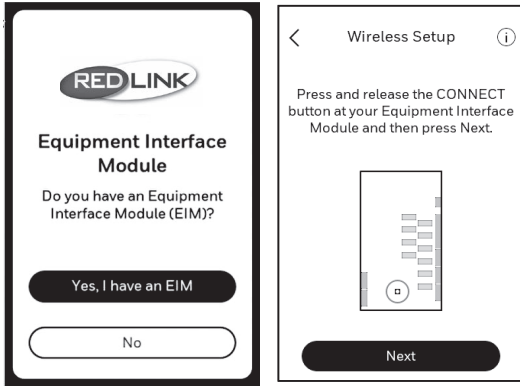 REDLINK
Equipment Interface
Module
Do you have an Equipment
Interface Module (EIM)?
Yes, I have an EIM
No
Wireless Setup
i
Press and release the CONNECT
button at your Equipment Interface
Module and then press Next.
Next